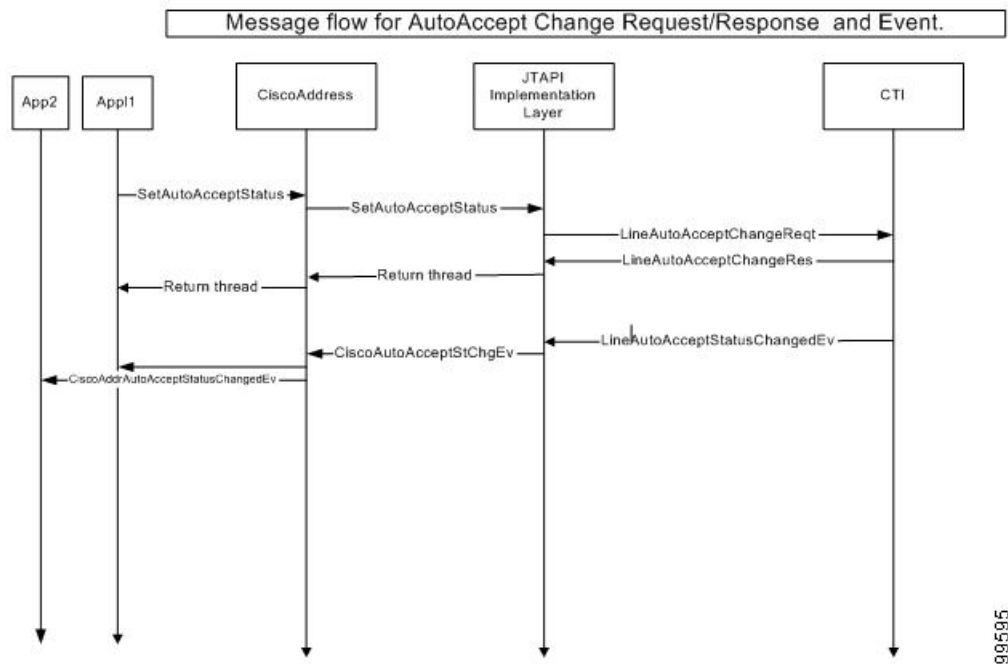 Message flow for AutoAccept Change Request/Response and Event.
App2
Appl1
CiscoAddress
JTAPI
Implementation
Layer
CTI
SetAutoAcceptStatus
SetAutoAcceptStatus
LineAutoAcceptChangeReqt
LineAutoAcceptChangeRes
Return thread
Return thread
LineAutoAcceptStatusChangedEv
CiscoAutoAcceptStChgEv
CiscoAddrAutoAcceptStatusChangedEv
99595